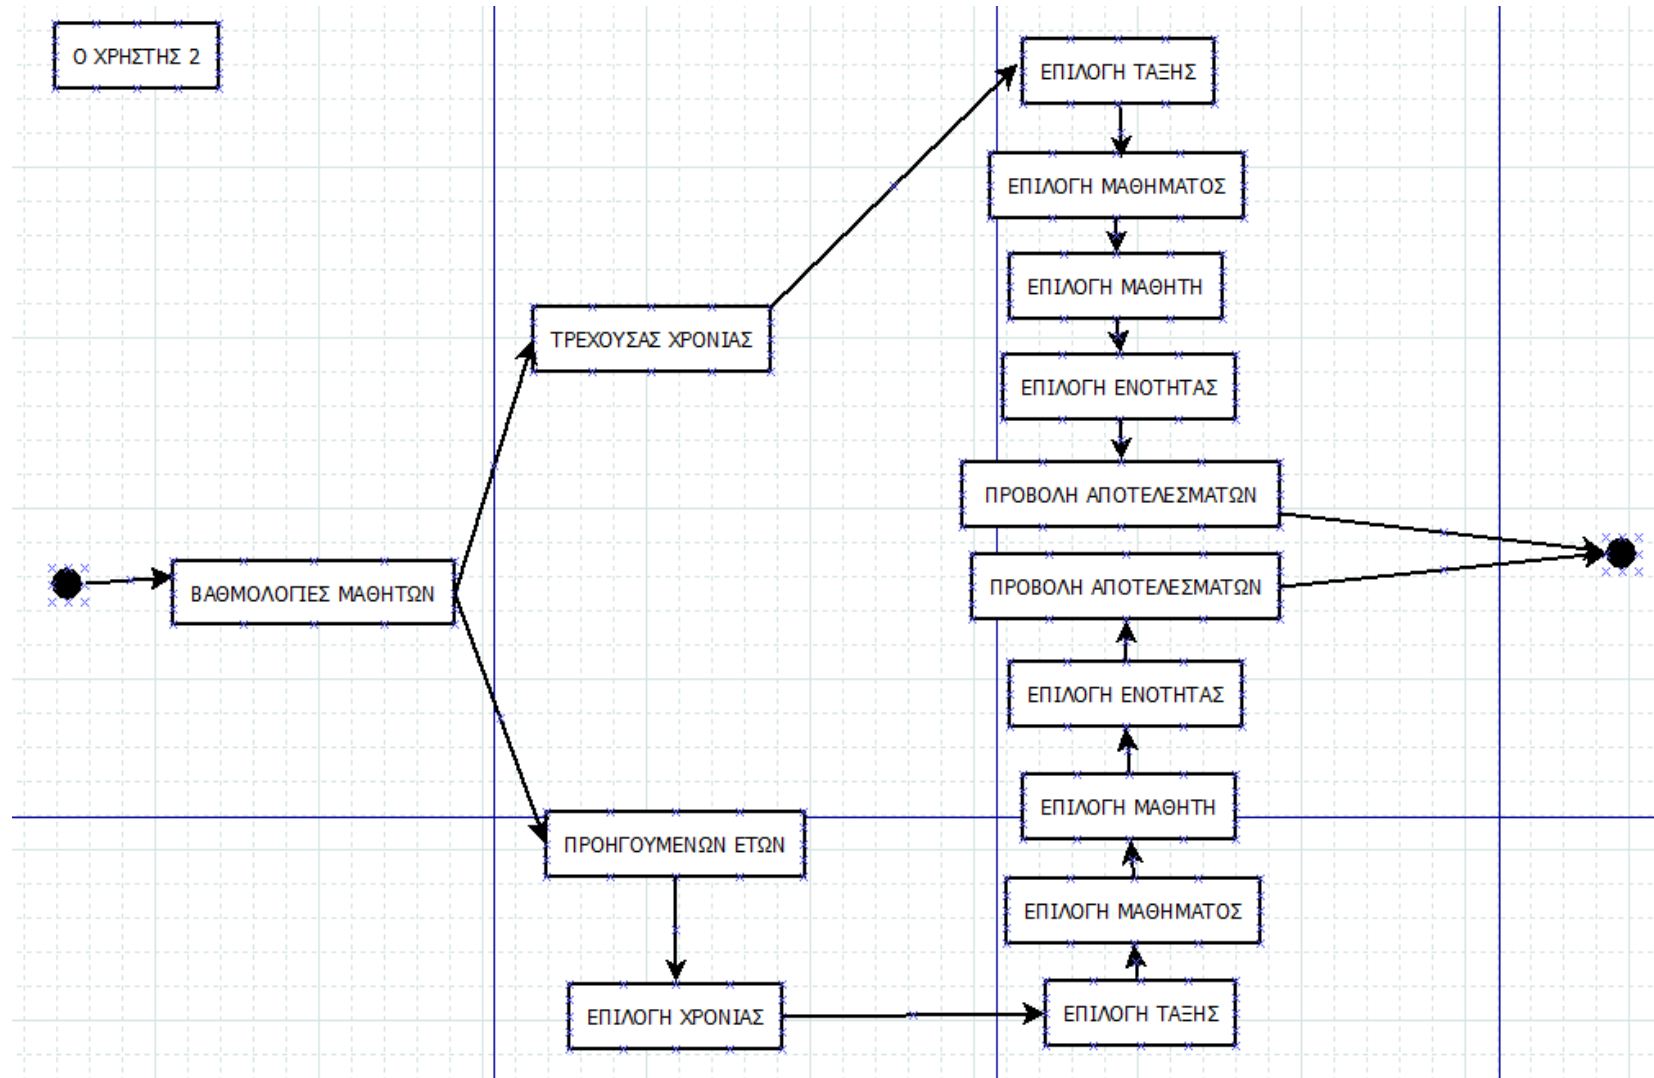 Ο ΧΡΗΣΤΗΣ 2
ΕΠΙΛΟΓΗ ΤΑΞΗΣ
ΕΠΙΛΟΓΗ ΜΑΘΗΜΑΤΟΣ
ΕΠΙΛΟΓΗ ΜΑΘΗΤΗ
ΤΡΕΧΟΥΣΑΣ ΧΡΟΝΙΑΣ
ΕΠΙΛΟΓΗ ΕΝΟΤΗΤΑΣ
ΠΡΟΒΟΛΗ ΑΠΟΤΕΛΕΣΜΑΤΩΝ
ΒΑΘΜΟΛΟΓΙΕΣ ΜΑΘΗΤΩΝ
ΠΡΟΒΟΛΗ ΑΠΟΤΕΛΕΣΜΑΤΩΝ
ΕΠΙΛΟΓΗ ΕΝΟΤΗΤΑΣ
ΕΠΙΛΟΓΗ ΜΑΘΗΤΗ
ΠΡΟΗΓΟΥΜΕΝΩΝ ΕΤΩΝ
ΕΠΙΛΟΓΗ ΜΑΘΗΜΑΤΟΣ
ΕΠΙΛΟΓΗ ΧΡΟΝΙΑΣ
ΕΠΙΛΟΓΗ ΤΑΞΗΣ